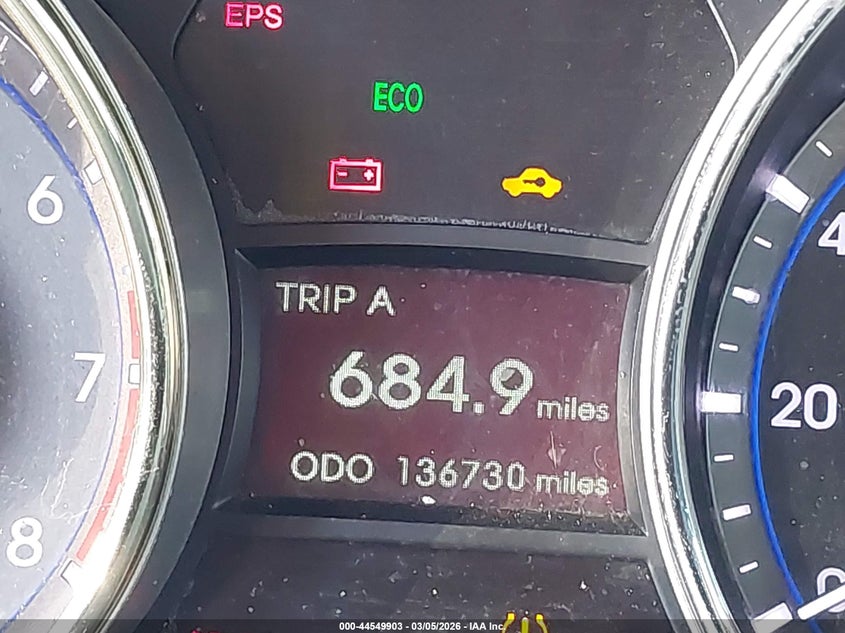 EPS
ECO
6
7
8
TRIP A
684.9 miles
ODO 136730 miles
4
20
0
000-44549903 - 03/05/2026 - IAA Inc.